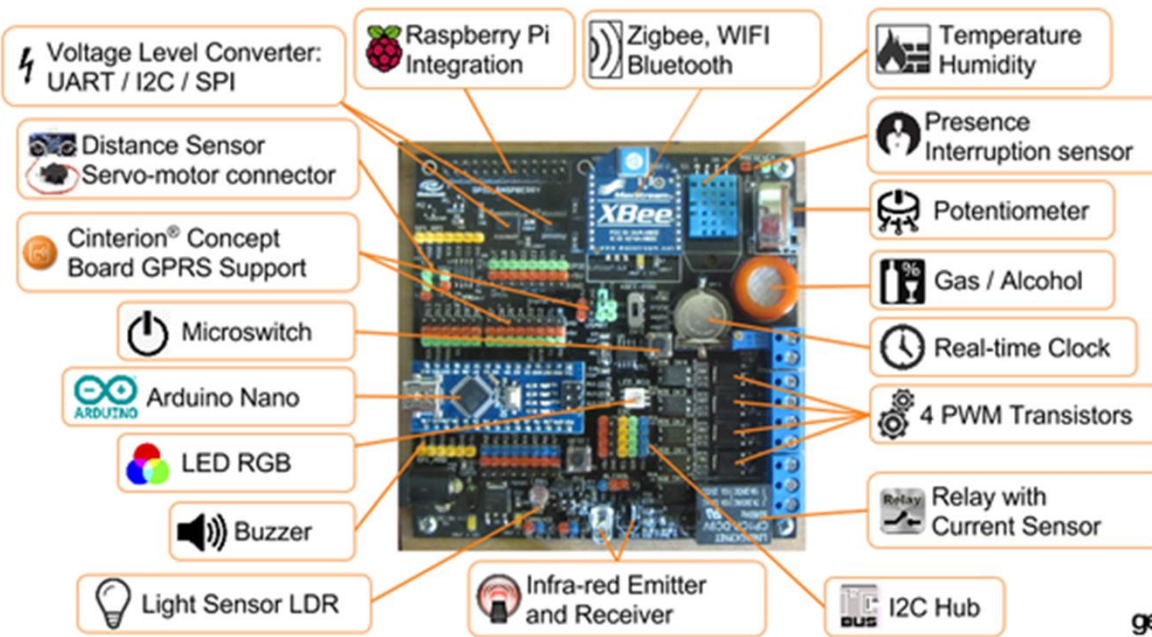 Voltage Level Converter:
UART / I2C / SPI
Raspberry Pi
Integration
Zigbee, WIFI
Bluetooth
Temperature
Humidity
Distance Sensor
Servo-motor connector
Presence
Interruption sensor
Cinterion® Concept
Board GPRS Support
Potentiometer
%
Gas / Alcohol
Microswitch
Real-time Clock
ARDUINO
Arduino Nano
4 PWM Transistors
LED RGB
Relay
Relay with
Current Sensor
Buzzer
Light Sensor LDR
Infra-red Emitter
and Receiver
I2C
BUS
I2C Hub
ge
XBee